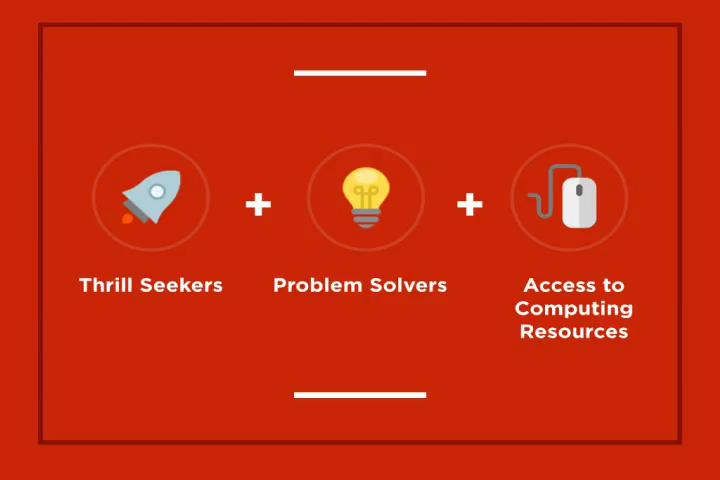 Thrill Seekers
+
Problem Solvers
+
Access to
Computing
Resources